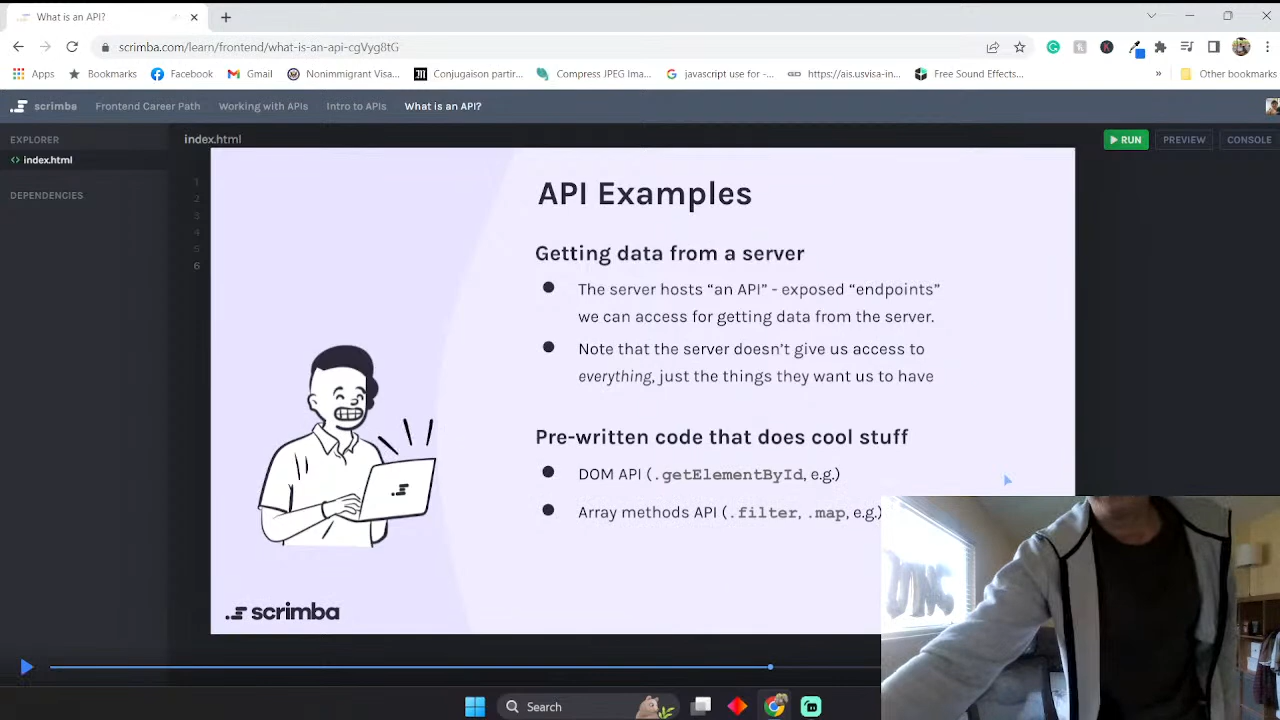 What is an API?
scrimba.com/learn/frontend/what-is-an-api-cgVyg8tG
Apps
Bookmarks
Facebook
Gmail
Nonimmigrant Visa...
Conjugaison partir...
Compress JPEG Ima...
javascript use for -...
https://ais.usvisa-in...
Free Sound Effects...
»
Other bookmarks
scrimba
Frontend Career Path
Working with APIs
Intro to APIs
What is an API?
EXPLORER
index.html
RUN
PREVIEW
CONSOLE
<> index.html
DEPENDENCIES
1
2
3
4
5
6
API Examples
Getting data from a server
The server hosts “an API” - exposed “endpoints”
we can access for getting data from the server.
Note that the server doesn’t give us access to
everything, just the things they want us to have
Pre-written code that does cool stuff
DOM API (.getElementById, e.g.)
Array methods API (.filter, .map, e.g.)
scrimba
Search